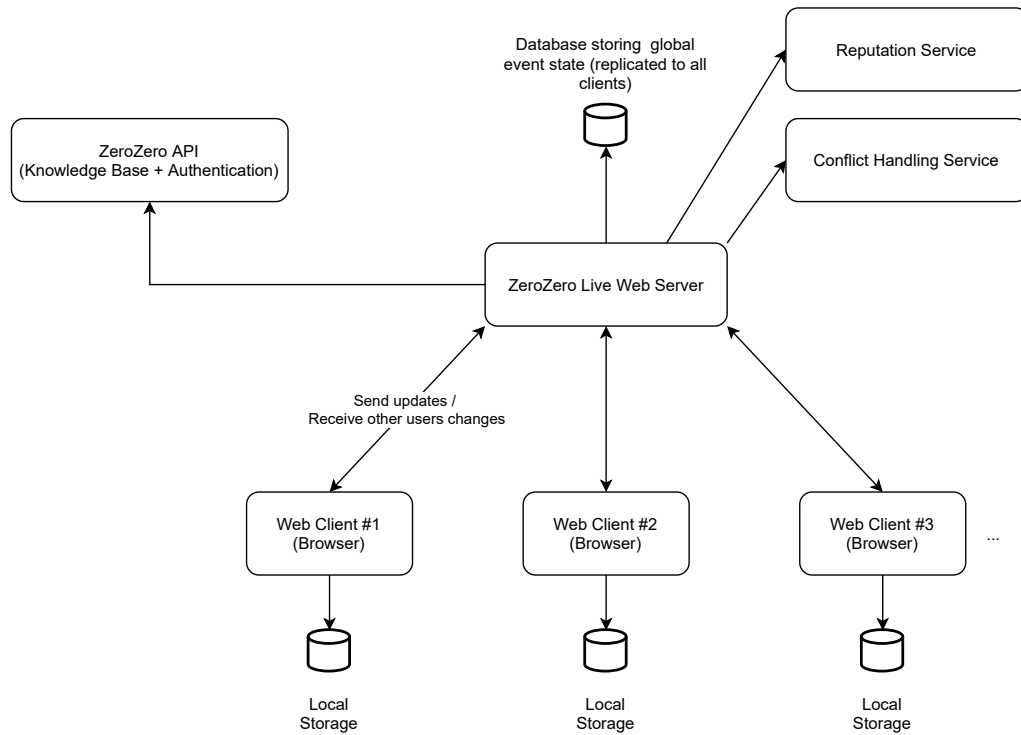 Database storing global
event state (replicated to all
clients)
Reputation Service
ZeroZero API
(Knowledge Base + Authentication)
Conflict Handling Service
ZeroZero Live Web Server
Send updates /
Receive other users changes
Web Client #1
(Browser)
Web Client #2
(Browser)
Web Client #3
(Browser)
...
Local
Storage
Local
Storage
Local
Storage